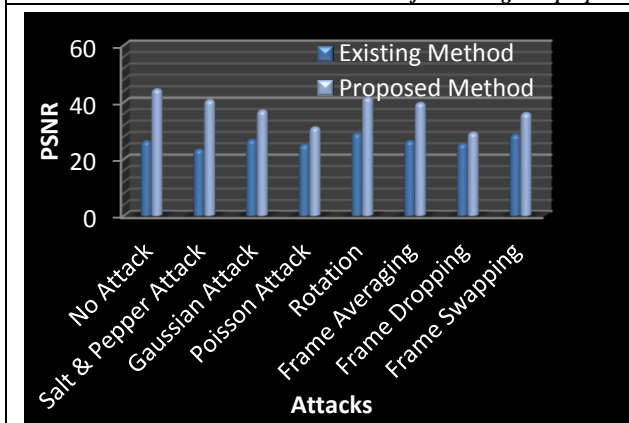 60
40
20
0
PSNR
Existing Method
Proposed Method
No Attack
Salt & Pepper Attack
Gaussian Attack
Poisson Attack
Rotation
Frame Averaging
Frame Dropping
Frame Swapping
Attacks